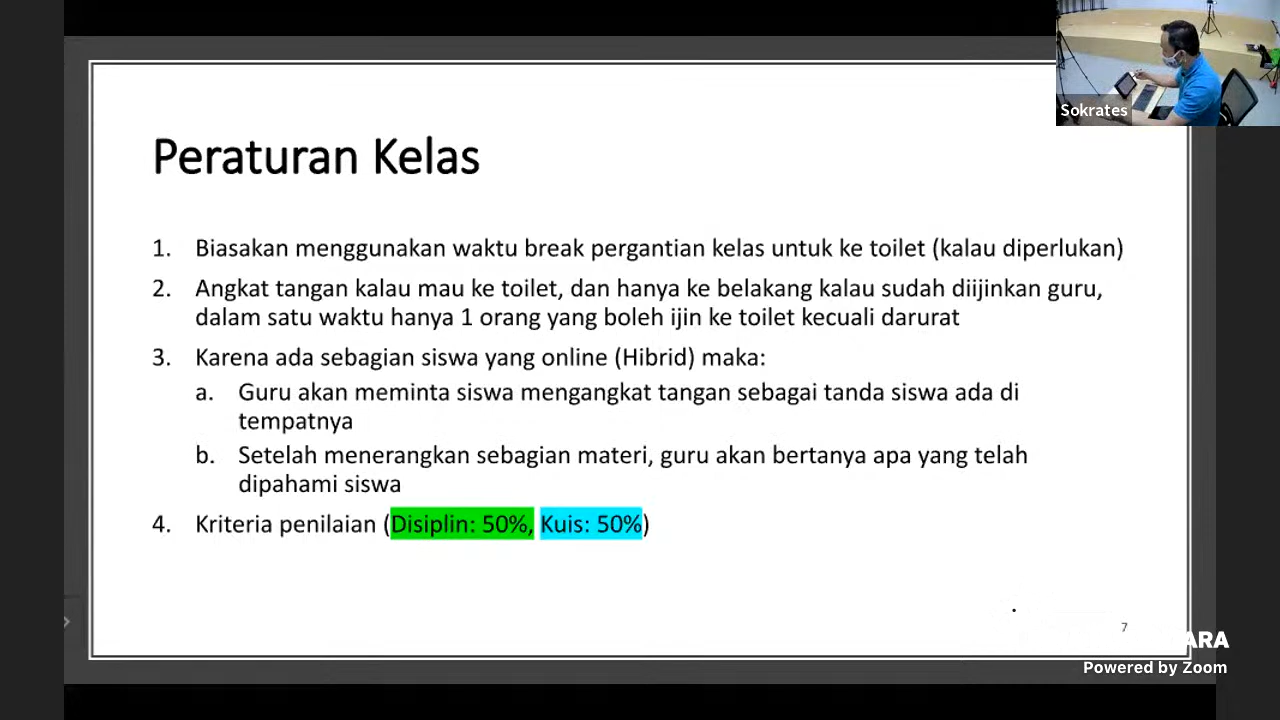 Sokrates
Peraturan Kelas
1. Biasakan menggunakan waktu break pergantian kelas untuk ke toilet (kalau diperlukan)
2. Angkat tangan kalau mau ke toilet, dan hanya ke belakang kalau sudah diijinkan guru,
dalam satu waktu hanya 1 orang yang boleh ijin ke toilet kecuali darurat
3. Karena ada sebagian siswa yang online (Hibrid) maka:
a. Guru akan meminta siswa mengangkat tangan sebagai tanda siswa ada di
tempatnya
b. Setelah menerangkan sebagian materi, guru akan bertanya apa yang telah
dipahami siswa
4. Kriteria penilaian (Disiplin: 50%, Kuis: 50%)
7
Powered by Zoom